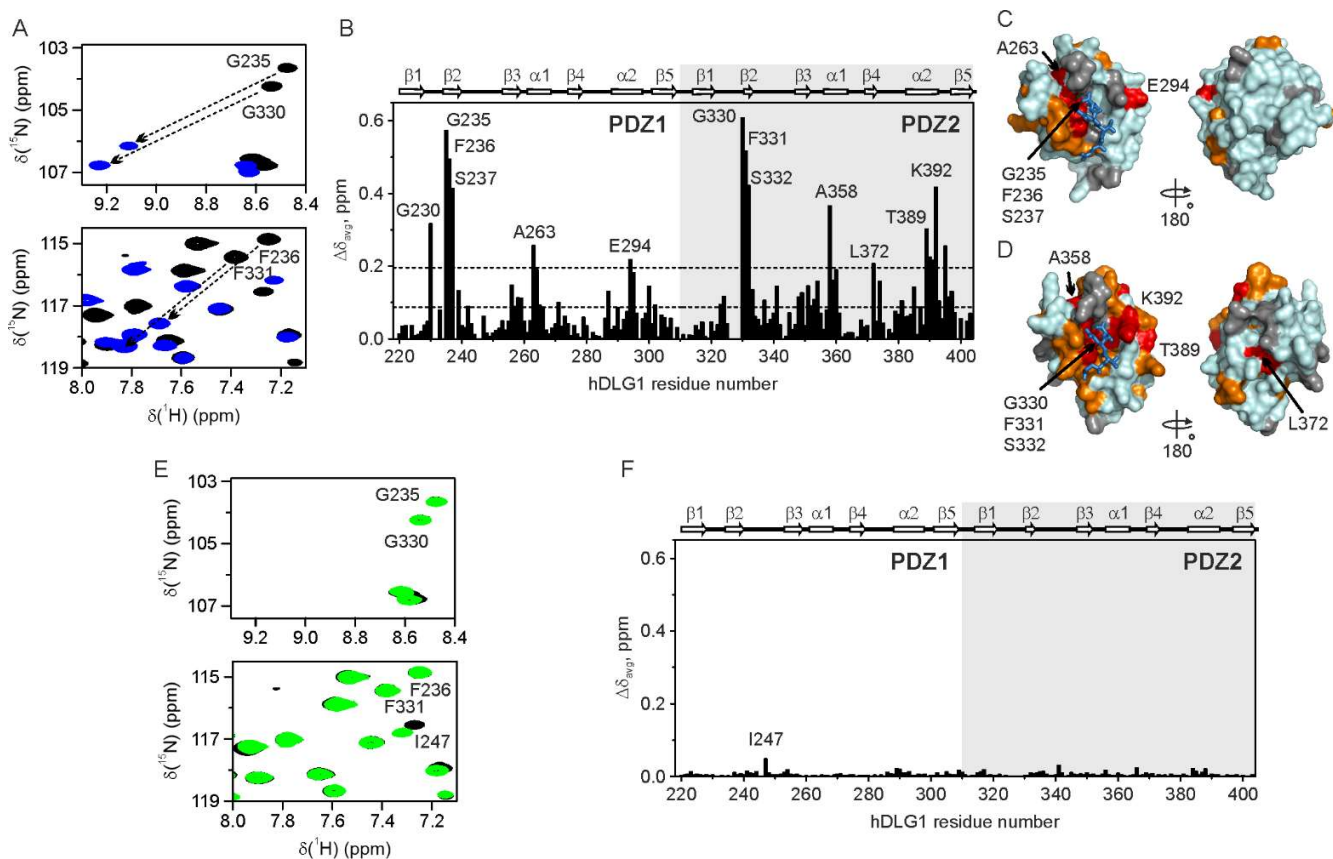 A
103
105
107
δ(¹⁵N) (ppm)
G235
G330
9.2 9.0 8.8 8.6 8.4
115
117
119
δ(¹⁵N) (ppm)
F236
F331
8.0 7.8 7.6 7.4 7.2
δ(¹H) (ppm)
B
β1 β2 β3 α1 β4 α2 β5 β1 β2 β3 α1 β4 α2 β5
PDZ1 PDZ2
0.6
0.4
0.2
0.0
Δδavg, ppm
G235
F236
S237
G230
A263
E294
G330
F331
S332
A358
L372
T389
K392
220 240 260 280 300 320 340 360 380 400
hDLG1 residue number
C
A263
E294
G235
F236
S237
180°
D
A358
K392
T389
G330
F331
S332
180°
L372
E
103
105
107
δ(¹⁵N) (ppm)
G235
G330
9.2 9.0 8.8 8.6 8.4
115
117
119
δ(¹⁵N) (ppm)
F236
F331
I247
8.0 7.8 7.6 7.4 7.2
δ(¹H) (ppm)
F
β1 β2 β3 α1 β4 α2 β5 β1 β2 β3 α1 β4 α2 β5
PDZ1 PDZ2
0.6
0.4
0.2
0.0
Δδavg, ppm
I247
220 240 260 280 300 320 340 360 380 400
hDLG1 residue number